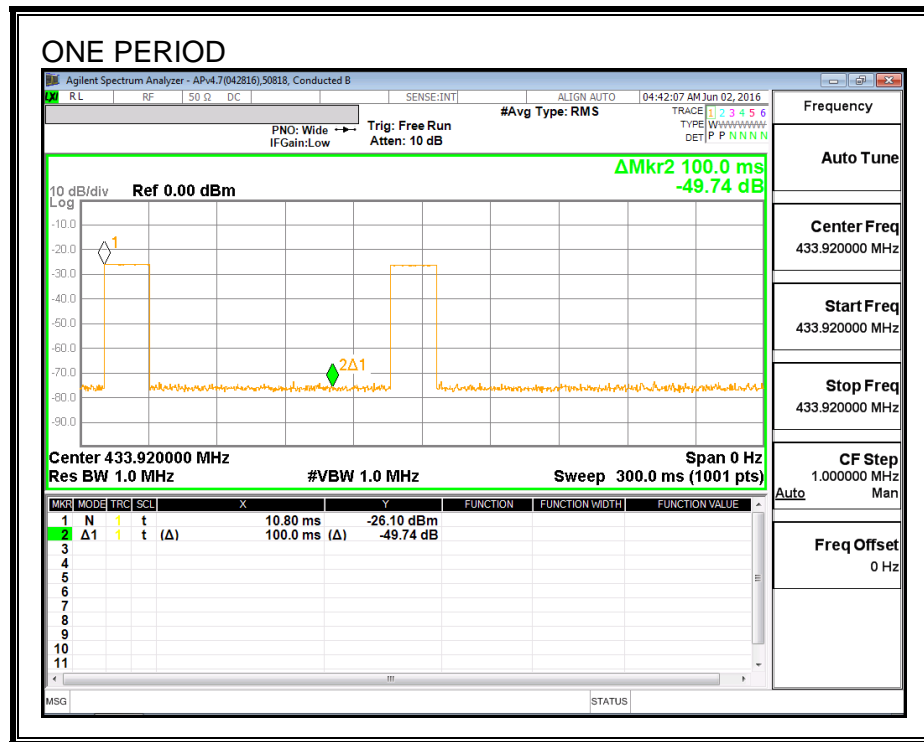 ONE PERIOD
Agilent Spectrum Analyzer - APv4.7(042816),50818, Conducted B
LXI RL RF 50 Ω DC SENSE:INT ALIGN AUTO 04:42:07 AM Jun 02, 2016
PNO: Wide
IFGain:Low
Trig: Free Run
Atten: 10 dB
#Avg Type: RMS
TRACE 1 2 3 4 5 6
TYPE WWWWWW
DET P P N N N N
ΔMkr2 100.0 ms
-49.74 dB
10 dB/div Ref 0.00 dBm
Log
-10.0
-20.0
-30.0
-40.0
-50.0
-60.0
-70.0
-80.0
-90.0
1
2Δ1
Center 433.920000 MHz Span 0 Hz
Res BW 1.0 MHz #VBW 1.0 MHz Sweep 300.0 ms (1001 pts)
MKR MODE TRC SCL X Y FUNCTION FUNCTION WIDTH FUNCTION VALUE
1 N 1 t 10.80 ms -26.10 dBm
2 Δ1 1 t (Δ) 100.0 ms (Δ) -49.74 dB
3
4
5
6
7
8
9
10
11
MSG STATUS
Frequency
Auto Tune
Center Freq
433.920000 MHz
Start Freq
433.920000 MHz
Stop Freq
433.920000 MHz
CF Step
1.000000 MHz
Auto Man
Freq Offset
0 Hz